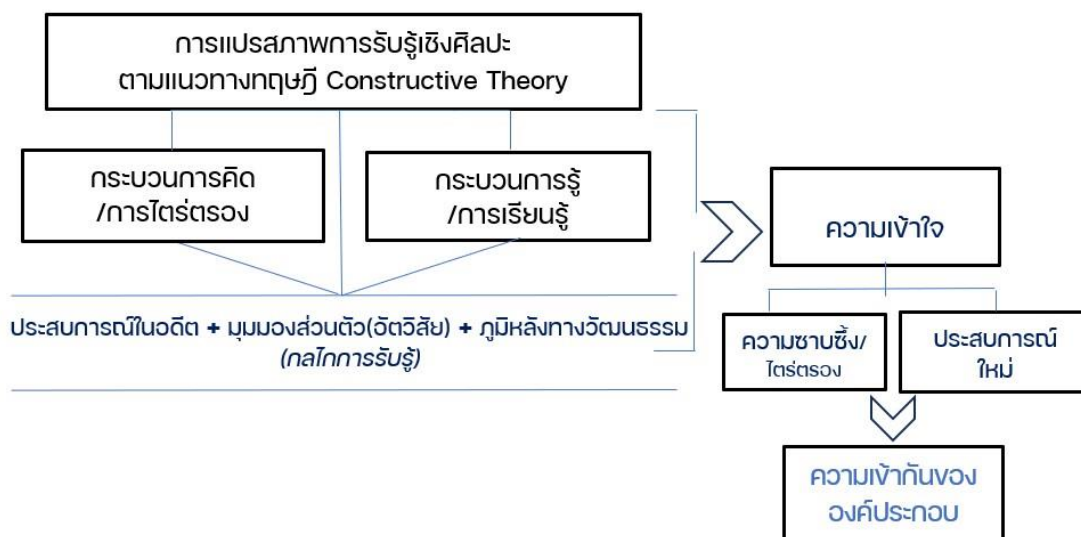 การแปรสภาพการรับรู้เชิงศิลปะ
ตามแนวทางทฤษฎี Constructive Theory
กระบวนการคิด
/การไตร่ตรอง
กระบวนการรู้
/การเรียนรู้
ประสบการณ์ในอดีต + มุมมองส่วนตัว(อัตวิสัย) + ภูมิหลังทางวัฒนธรรม
(กลไกการรับรู้)
ความเข้าใจ
ความซาบซึ้ง/
ไตร่ตรอง
ประสบการณ์
ใหม่
ความเข้ากันของ
องค์ประกอบ